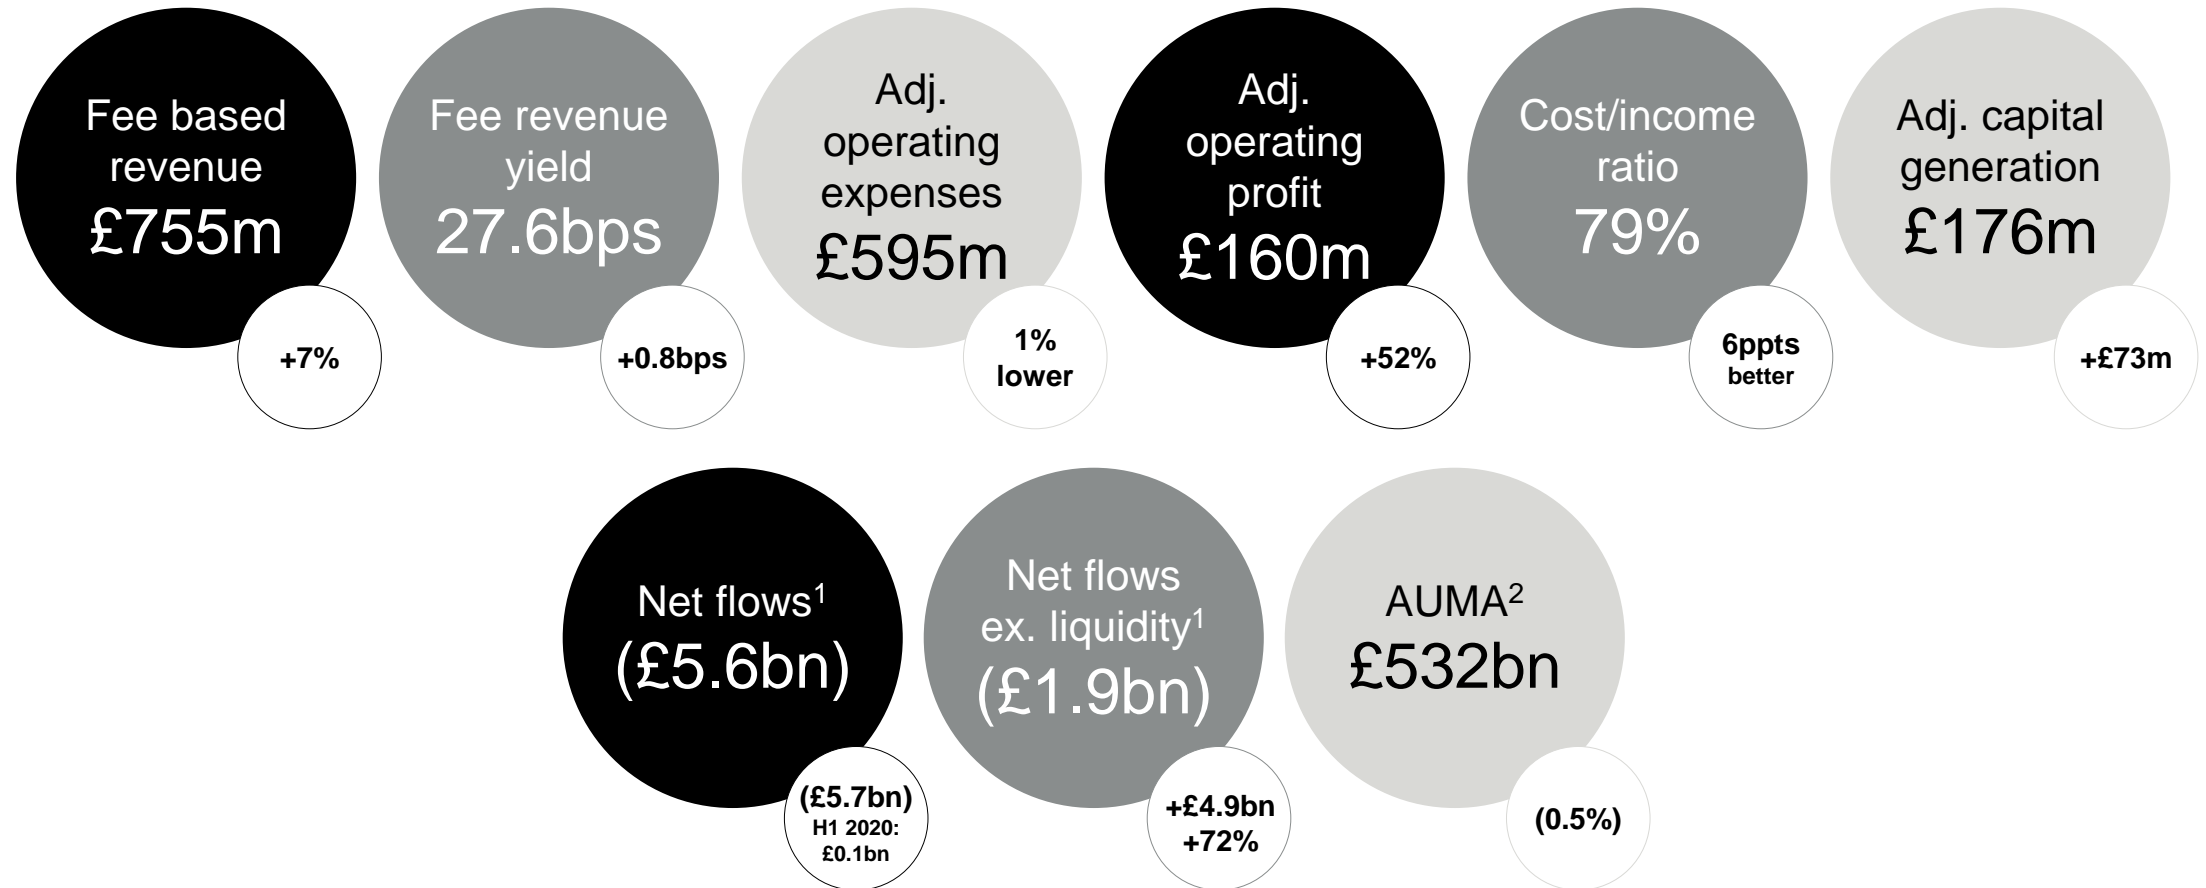 Fee based
revenue
£755m
+7%
Fee revenue
yield
27.6bps
+0.8bps
Adj.
operating
expenses
£595m
1%
lower
Adj.
operating
profit
£160m
+52%
Cost/income
ratio
79%
6ppts
better
Adj. capital
generation
£176m
+£73m
Net flows¹
(£5.6bn)
(£5.7bn)
H1 2020:
£0.1bn
Net flows
ex. liquidity¹
(£1.9bn)
+£4.9bn
+72%
AUMA²
£532bn
(0.5%)